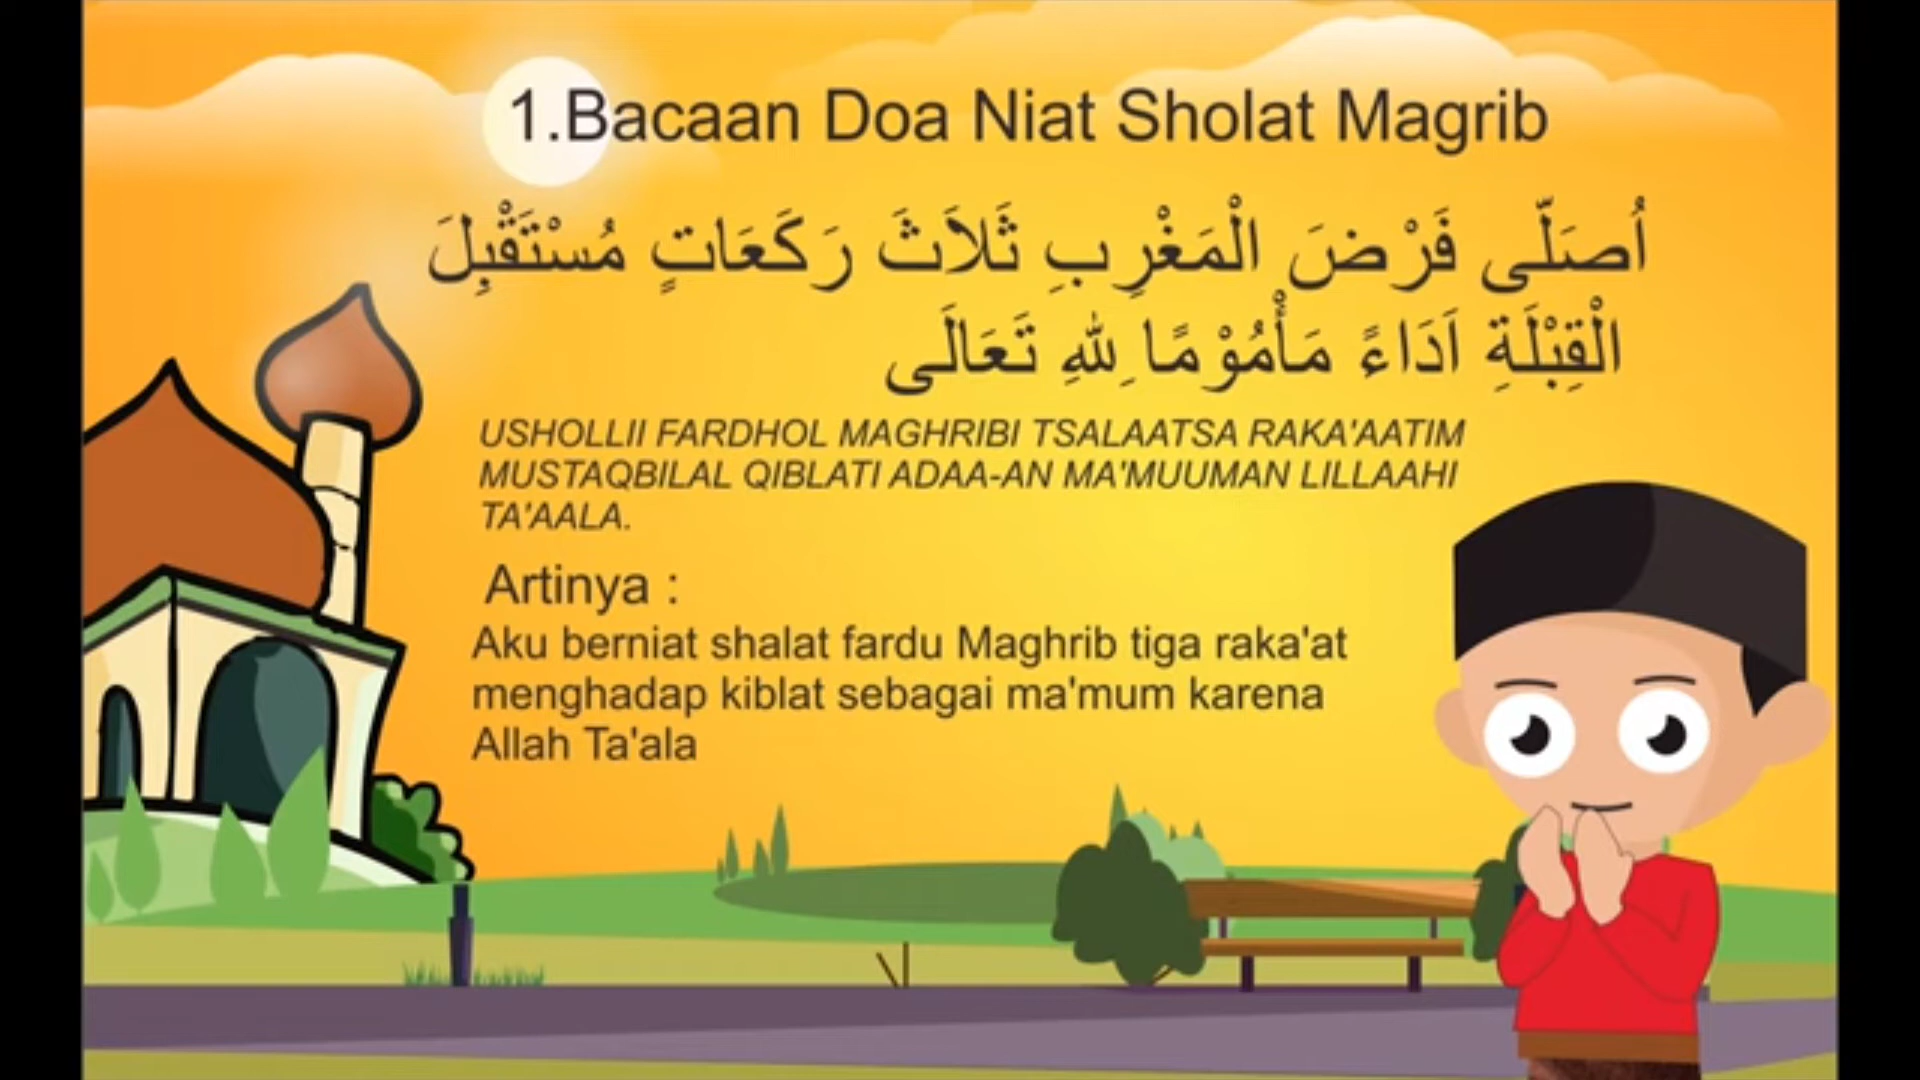 1.Bacaan Doa Niat Sholat Magrib
اُصَلِّى فَرْضَ الْمَغْرِبِ ثَلاَثَ رَكَعَاتٍ مُسْتَقْبِلَ
الْقِبْلَةِ اَدَاءً مَأْمُوْمًا ِللهِ تَعَالَى
USHOLLII FARDHOL MAGHRIBI TSALAATSA RAKA'AATIM
MUSTAQBILAL QIBLATI ADAA-AN MA'MUUMAN LILLAAHI
TA'AALA.
Artinya :
Aku berniat shalat fardu Maghrib tiga raka'at
menghadap kiblat sebagai ma'mum karena
Allah Ta'ala